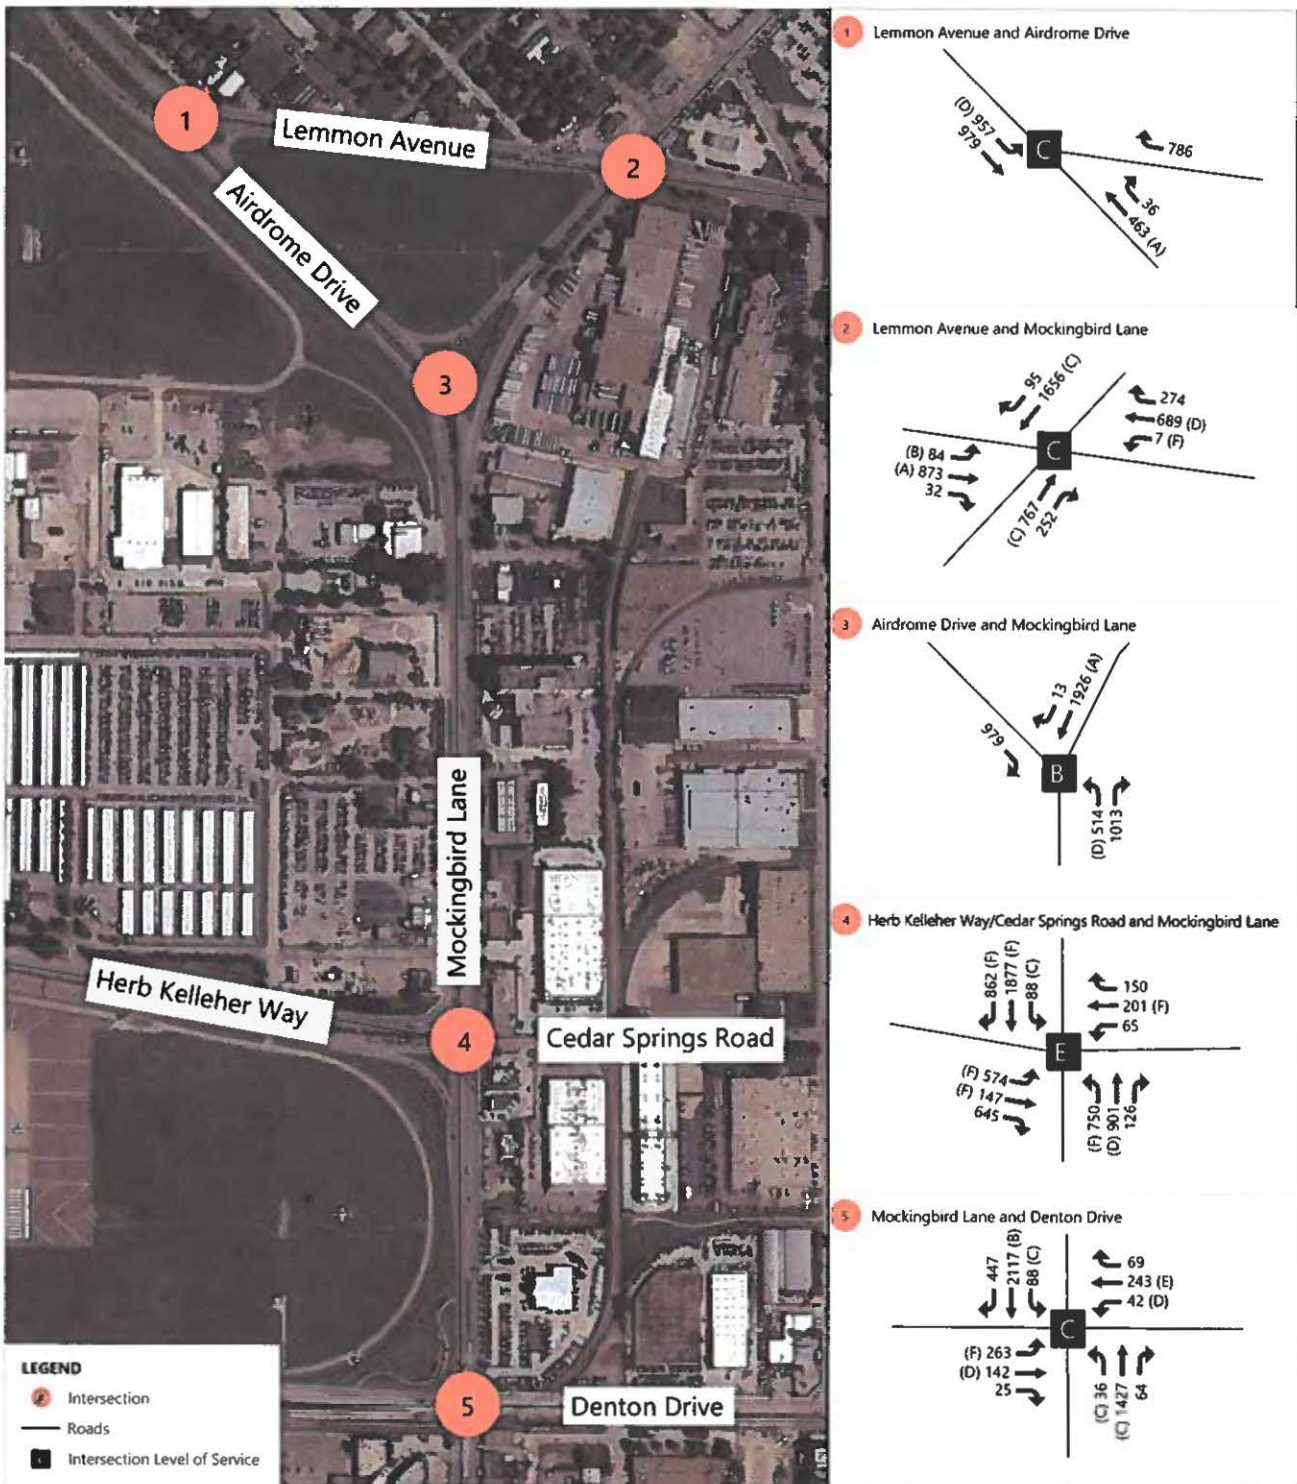 1
Lemmon Avenue
2
Airdrome Drive
3
Mockingbird Lane
Herb Kelleher Way
4
Cedar Springs Road
5
Denton Drive
LEGEND
Intersection
Roads
Intersection Level of Service
1 Lemmon Avenue and Airdrome Drive
(D) 957
979
C
786
36
463 (A)
2 Lemmon Avenue and Mockingbird Lane
95
1656 (C)
274
689 (D)
7 (F)
C
(B) 84
(A) 873
32
(C) 767
252
3 Airdrome Drive and Mockingbird Lane
13
1926 (A)
979
B
(D) 514
1013
4 Herb Kelleher Way/Cedar Springs Road and Mockingbird Lane
862 (F)
1877 (F)
88 (C)
150
201 (F)
65
E
(F) 574
(F) 147
645
(F) 750
(D) 901
126
5 Mockingbird Lane and Denton Drive
447
2117 (B)
88 (C)
69
243 (E)
42 (D)
C
(F) 263
(D) 142
25
(C) 36
(C) 1427
64